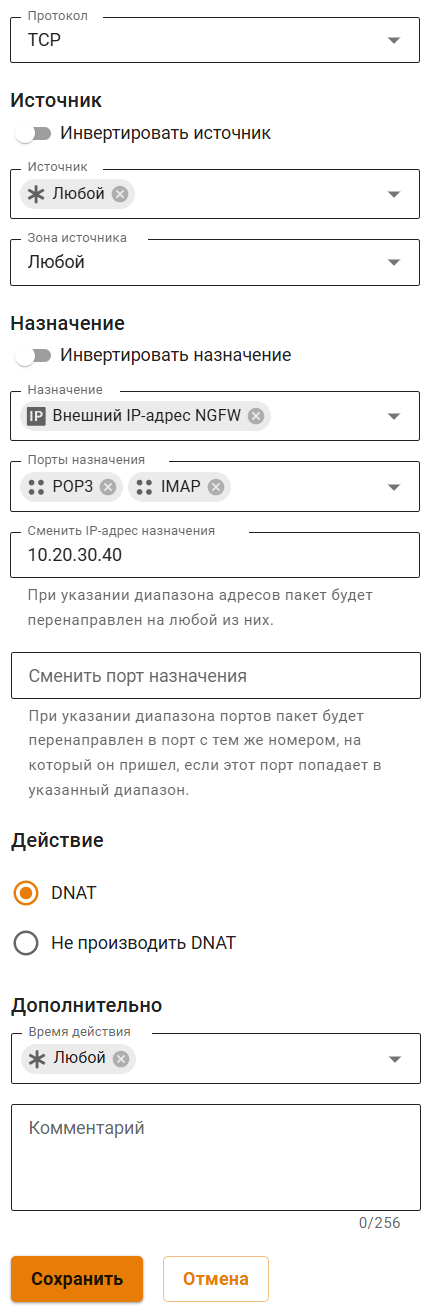 Протокол
TCP
Источник
Инвертировать источник
Источник
Любой
Зона источника
Любой
Назначение
Инвертировать назначение
Назначение
IP Внешний IP-адрес NGFW
Порты назначения
POP3 IMAP
Сменить IP-адрес назначения
10.20.30.40
При указании диапазона адресов пакет будет
перенаправлен на любой из них.
Сменить порт назначения
При указании диапазона портов пакет будет
перенаправлен в порт с тем же номером, на
который он пришел, если этот порт попадает в
указанный диапазон.
Действие
DNAT
Не производить DNAT
Дополнительно
Время действия
Любой
Комментарий
0/256
Сохранить Отмена